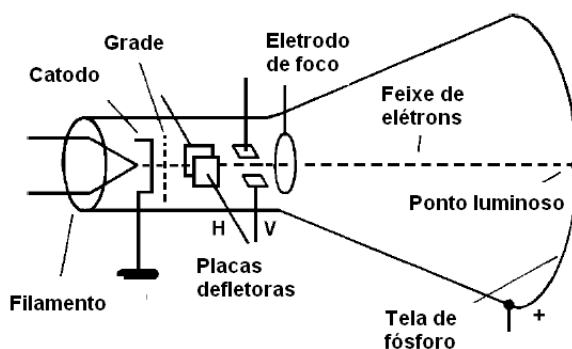 Grade
Catodo
Eletrodo
de foco
Feixe de
elétrons
Ponto luminoso
H
V
Placas
defletoras
Filamento
Tela de
fósforo
+